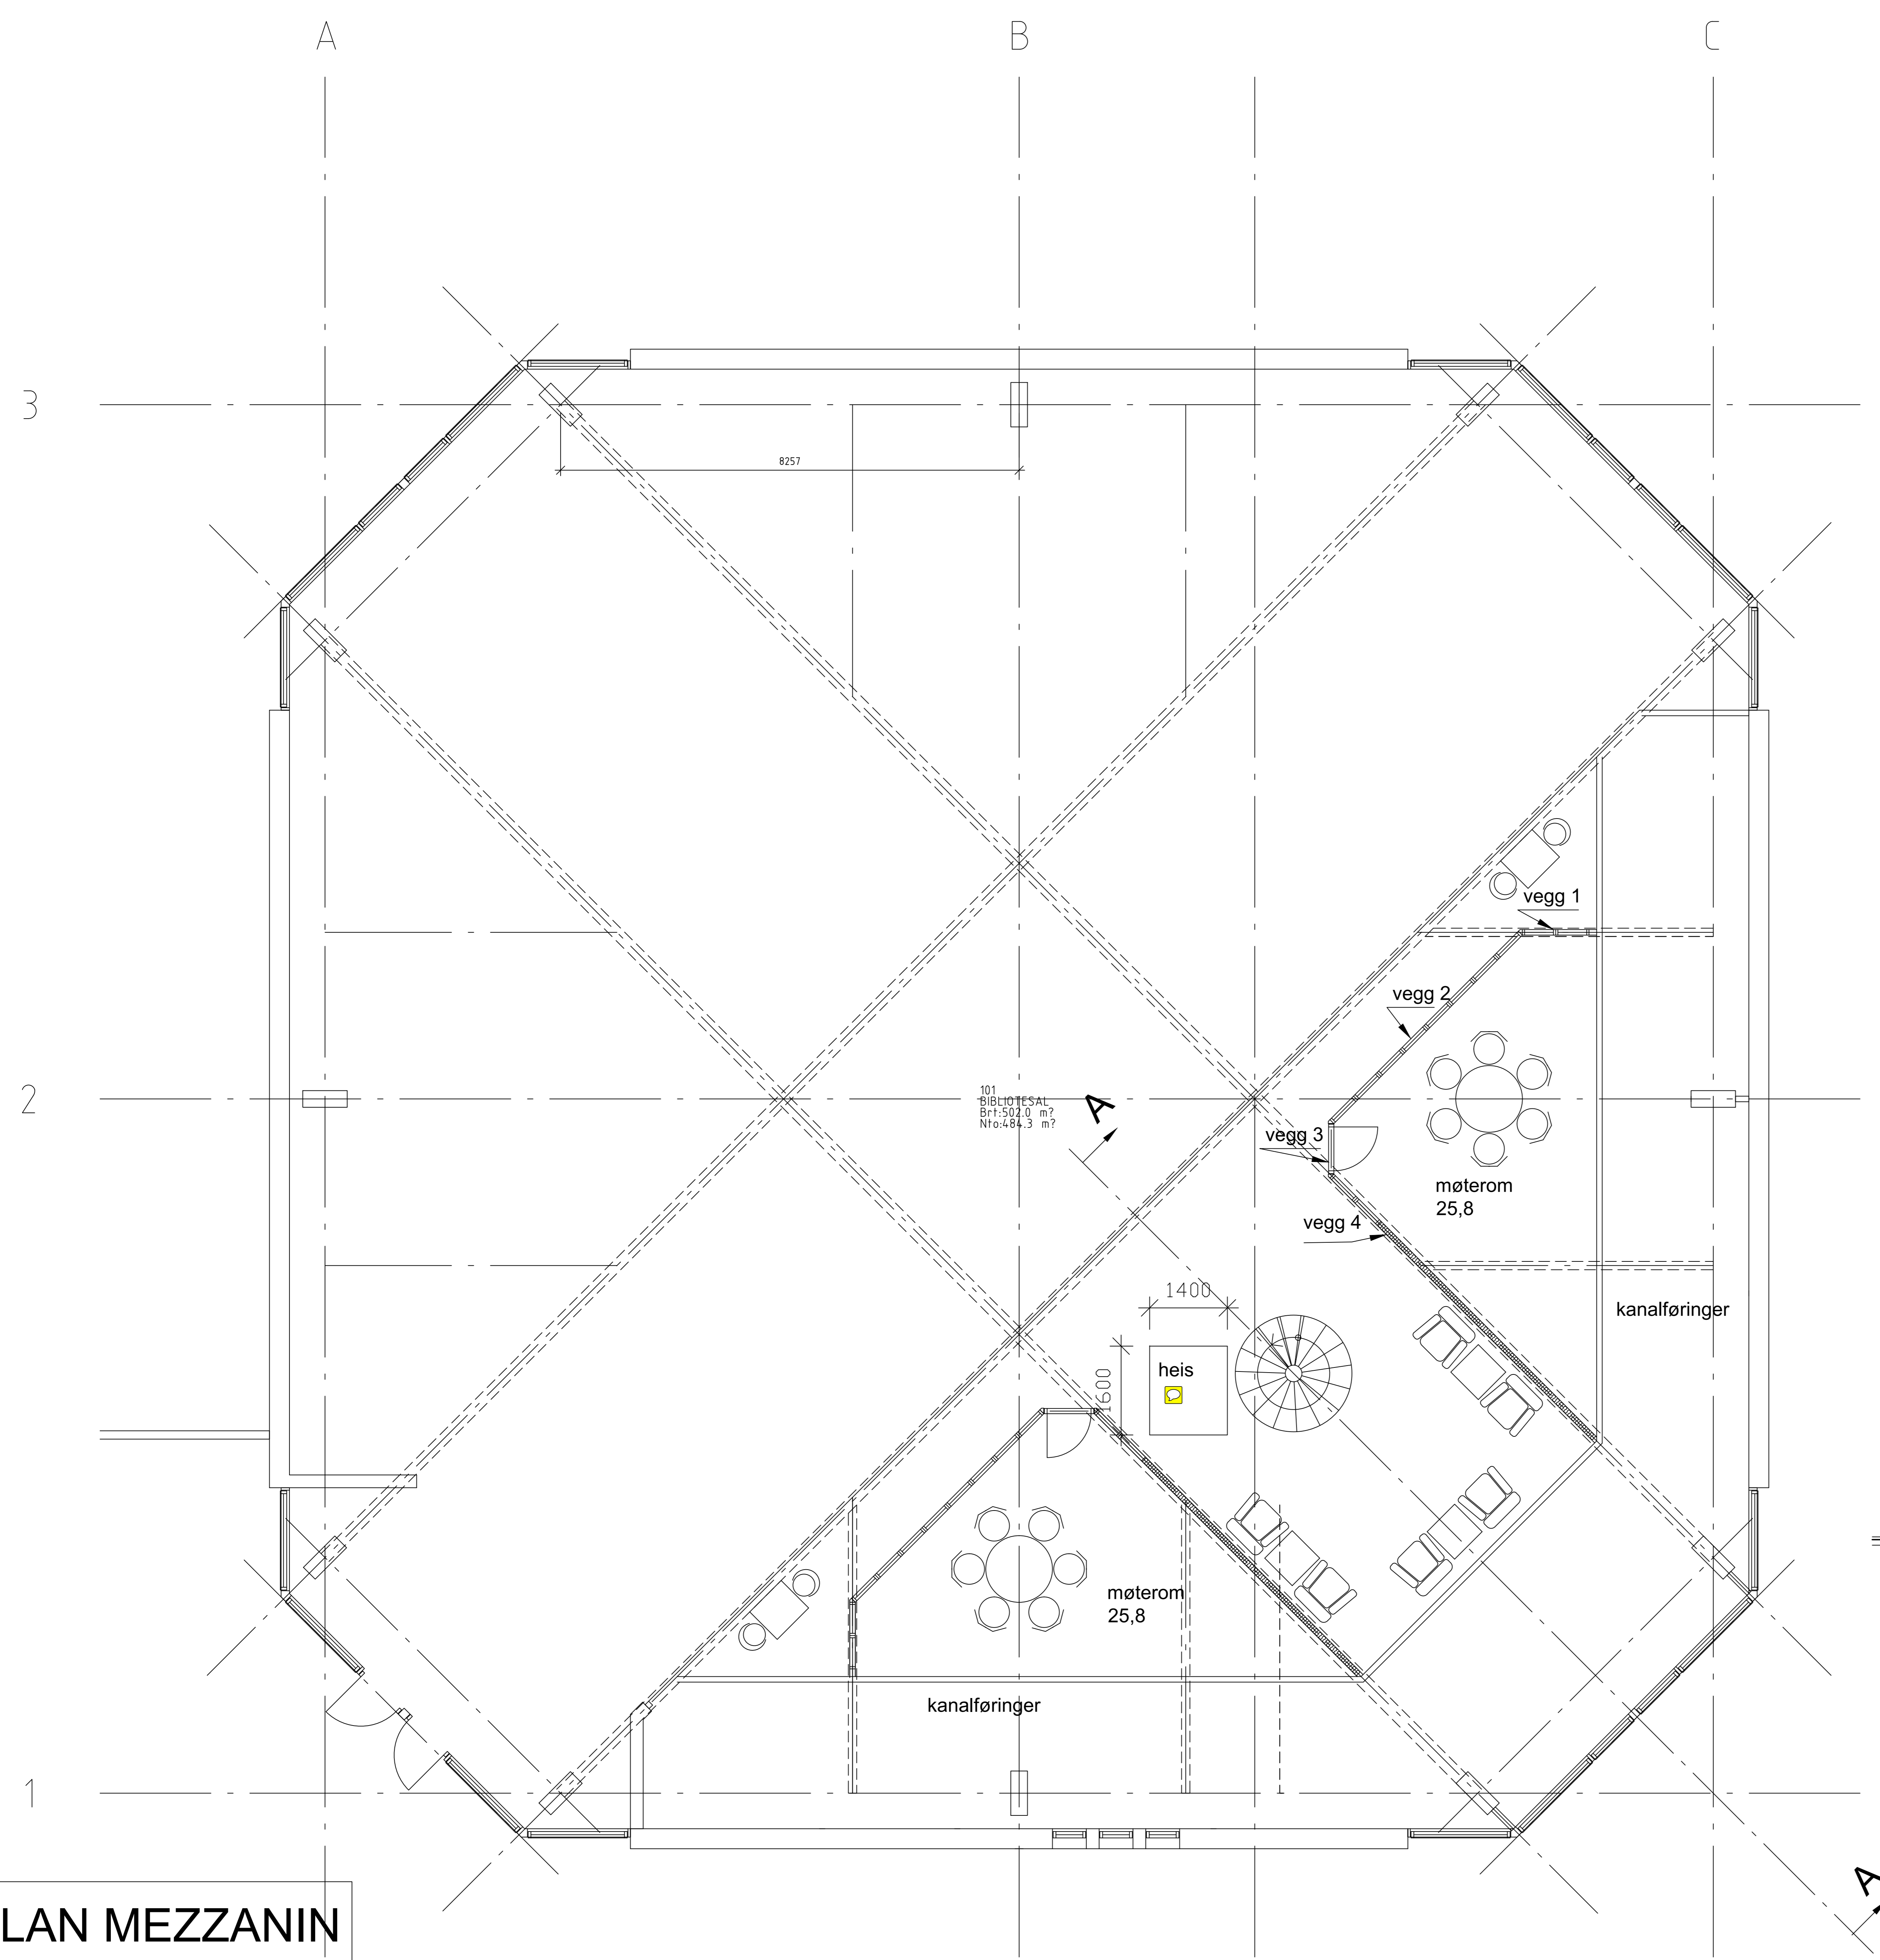 A
B
C
3
8257
vegg 1
vegg 2
2
101
BIBLIOTESAL
Brt:502.0 m?
Nto:484.3 m?
A
vegg 3
møterom
25,8
vegg 4
1400
kanalføringer
heis
1600
møterom
25,8
kanalføringer
1
A
LAN MEZZANIN